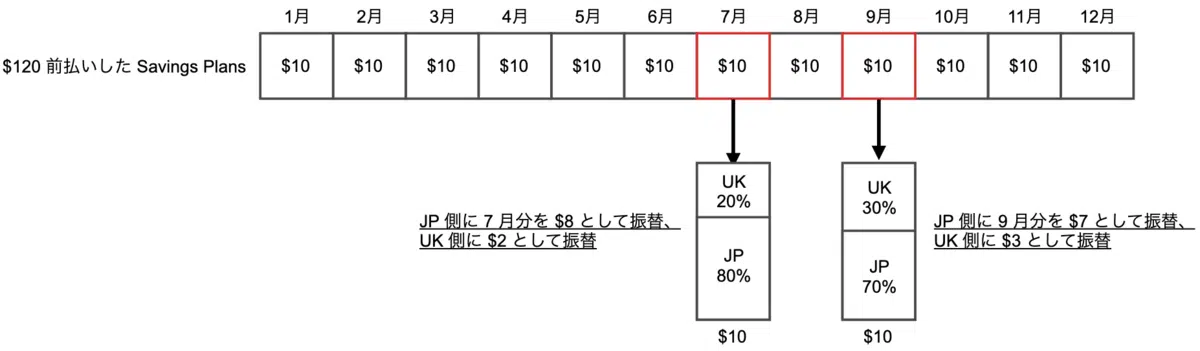 1月 2月 3月 4月 5月 6月 7月 8月 9月 10月 11月 12月
$120 前払いした Savings Plans $10 $10 $10 $10 $10 $10 $10 $10 $10 $10 $10 $10
UK
20%
JP
80%
$10
JP 側に 7 月分を $8 として振替、
UK 側に $2 として振替
UK
30%
JP
70%
$10
JP 側に 9 月分を $7 として振替、
UK 側に $3 として振替